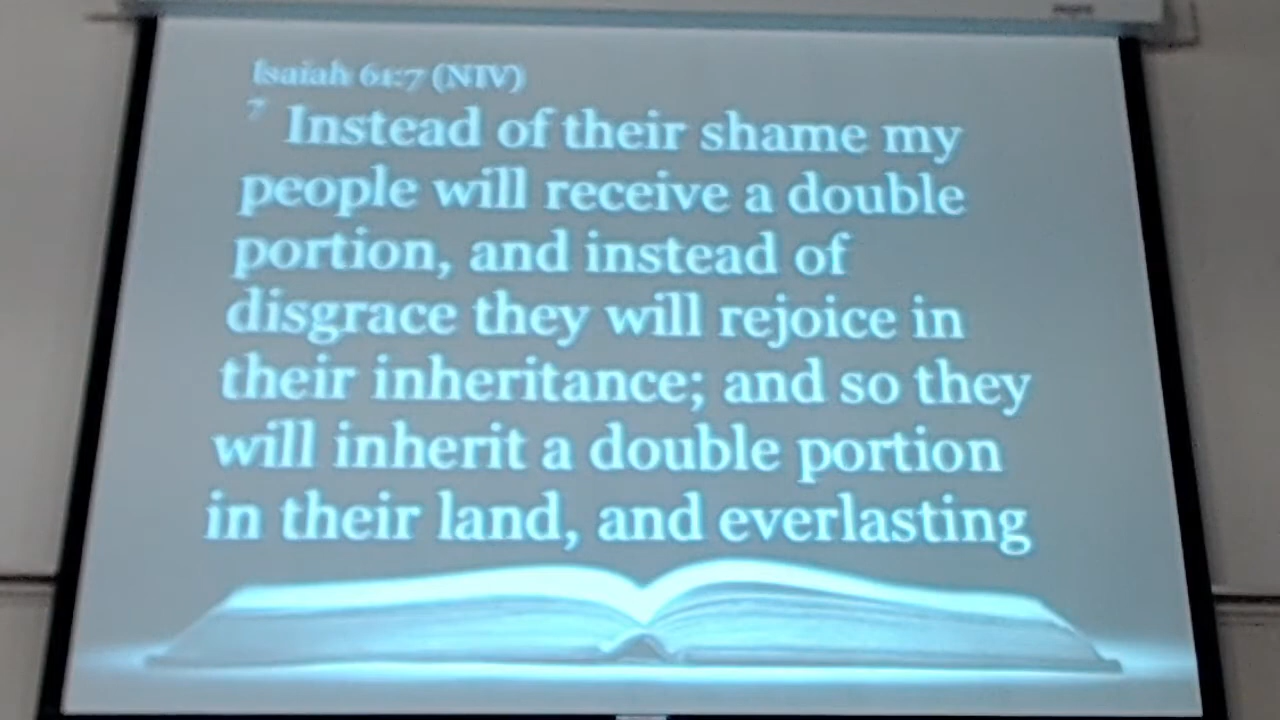 Isaiah 61:7 (NIV)
7 Instead of their shame my
people will receive a double
portion, and instead of
disgrace they will rejoice in
their inheritance; and so they
will inherit a double portion
in their land, and everlasting